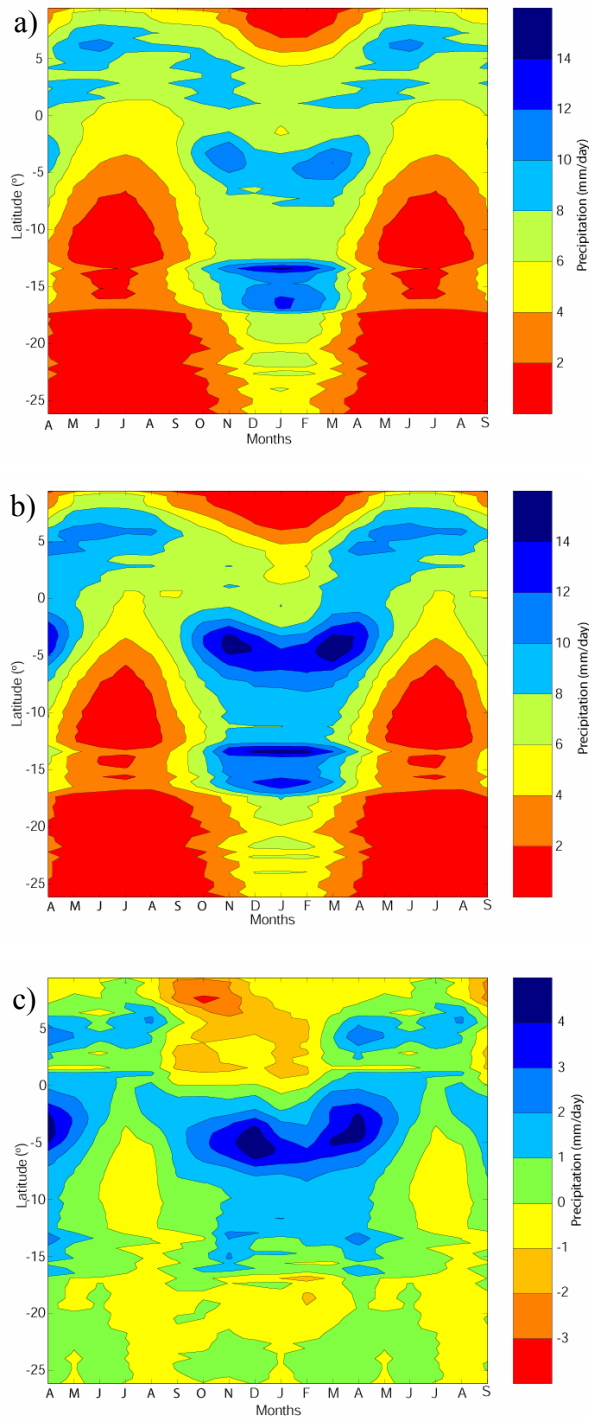 a)
Latitude (º)
5
0
-5
-10
-15
-20
-25
A M J J A S O N D J F M A M J J A S
Months
14
12
10
8
6
4
2
Precipitation (mm/day)
b)
Latitude (º)
5
0
-5
-10
-15
-20
-25
A M J J A S O N D J F M A M J J A S
Months
14
12
10
8
6
4
2
Precipitation (mm/day)
c)
Latitude (º)
5
0
-5
-10
-15
-20
-25
A M J J A S O N D J F M A M J J A S
Months
4
3
2
1
0
-1
-2
-3
Precipitation (mm/day)